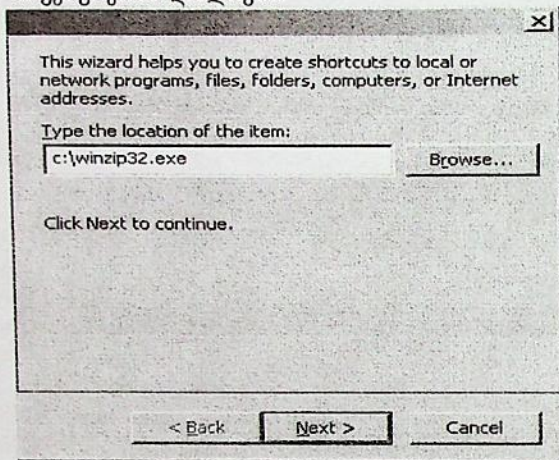 This wizard helps you to create shortcuts to local or
network programs, files, folders, computers, or Internet
addresses.
Type the location of the item:
c:\winzip32.exe
Browse...
Click Next to continue.
< Back
Next >
Cancel